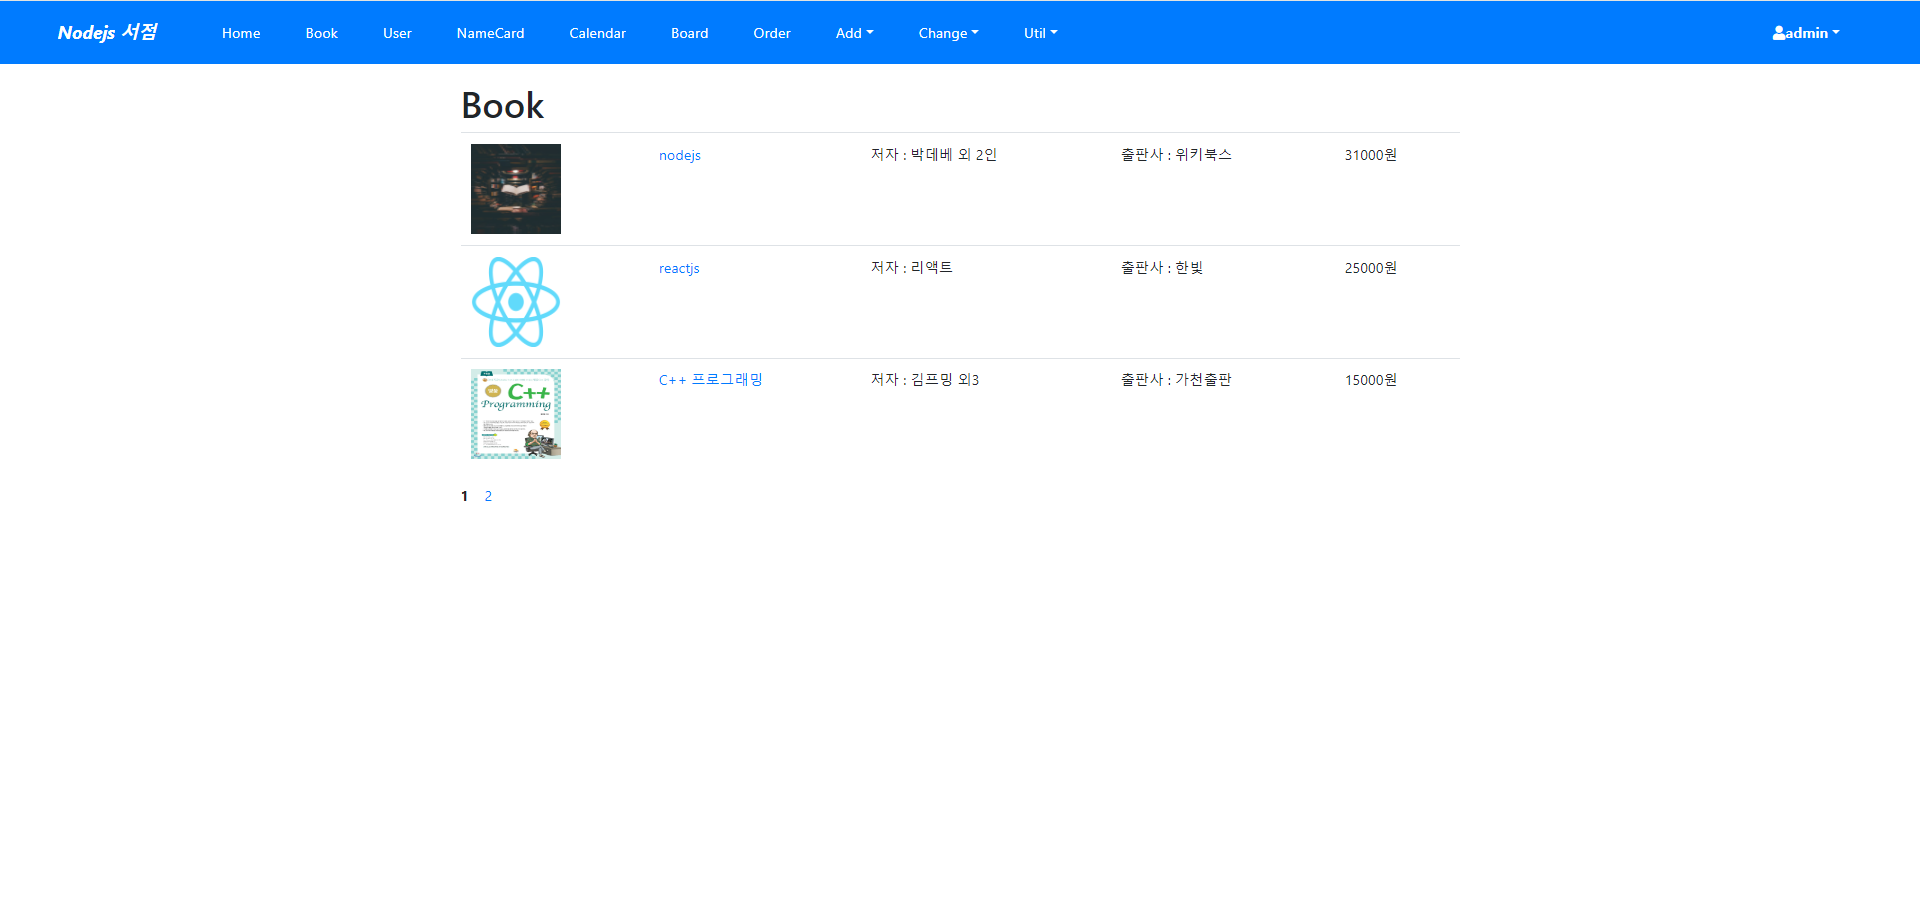 Nodejs 서점 Home Book User NameCard Calendar Board Order Add Change Util admin
Book
nodejs 저자 : 박데베 외 2인 출판사 : 위키북스 31000원
reactjs 저자 : 리액트 출판사 : 한빛 25000원
C++ 프로그래밍 저자 : 김프밍 외3 출판사 : 가천출판 15000원
C++
Programming
1 2